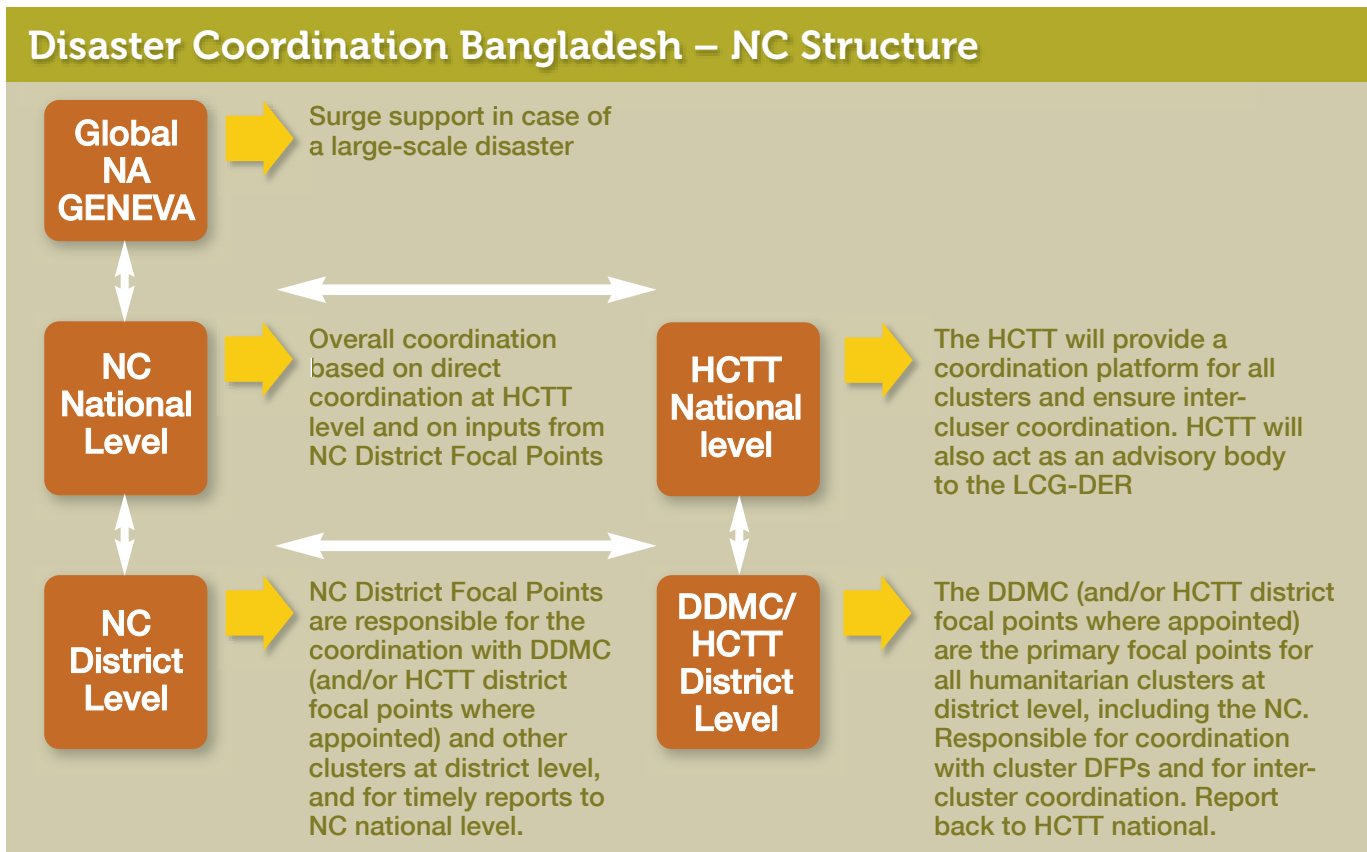 Disaster Coordination Bangladesh – NC Structure
Global
NA
GENEVA
Surge support in case of
a large-scale disaster
NC
National
Level
Overall coordination
based on direct
coordination at HCTT
level and on inputs from
NC District Focal Points
HCTT
National
level
The HCTT will provide a
coordination platform for all
clusters and ensure inter-
cluser coordination. HCTT will
also act as an advisory body
to the LCG-DER
NC
District
Level
NC District Focal Points
are responsible for the
coordination with DDMC
(and/or HCTT district
focal points where
appointed) and other
clusters at district level,
and for timely reports to
NC national level.
DDMC/
HCTT
District
Level
The DDMC (and/or HCTT district
focal points where appointed)
are the primary focal points for
all humanitarian clusters at
district level, including the NC.
Responsible for coordination
with cluster DFPs and for inter-
cluster coordination. Report
back to HCTT national.